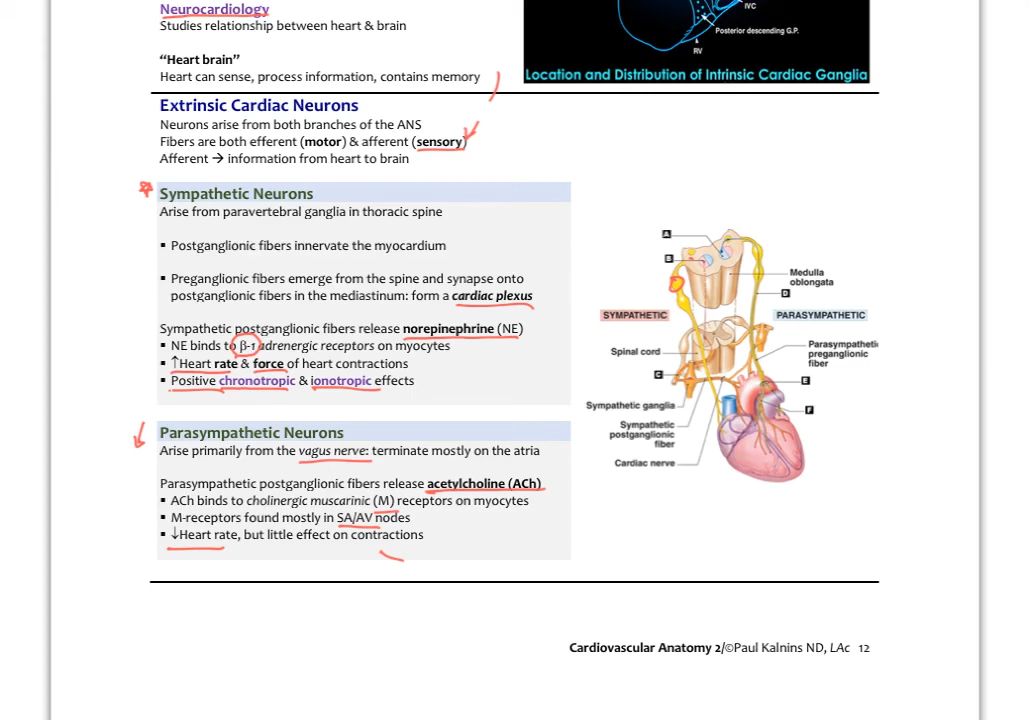 Neurocardiology
Studies relationship between heart & brain
“Heart brain”
Heart can sense, process information, contains memory
IVC
Posterior descending G.P.
RV
Location and Distribution of Intrinsic Cardiac Ganglia
Extrinsic Cardiac Neurons
Neurons arise from both branches of the ANS
Fibers are both efferent (motor) & afferent (sensory)
Afferent → information from heart to brain
Sympathetic Neurons
Arise from paravertebral ganglia in thoracic spine
▪ Postganglionic fibers innervate the myocardium
▪ Preganglionic fibers emerge from the spine and synapse onto
postganglionic fibers in the mediastinum: form a cardiac plexus
Sympathetic postganglionic fibers release norepinephrine (NE)
▪ NE binds to β-1 adrenergic receptors on myocytes
▪ ↑Heart rate & force of heart contractions
▪ Positive chronotropic & ionotropic effects
Parasympathetic Neurons
Arise primarily from the vagus nerve: terminate mostly on the atria
Parasympathetic postganglionic fibers release acetylcholine (ACh)
▪ ACh binds to cholinergic muscarinic (M) receptors on myocytes
▪ M-receptors found mostly in SA/AV nodes
▪ ↓Heart rate, but little effect on contractions
A
B
Medulla
oblongata
D
SYMPATHETIC
PARASYMPATHETIC
Spinal cord
Parasympathetic
preganglionic
fiber
C
E
Sympathetic ganglia
F
Sympathetic
postganglionic
fiber
Cardiac nerve
Cardiovascular Anatomy 2/©Paul Kalnins ND, LAc 12